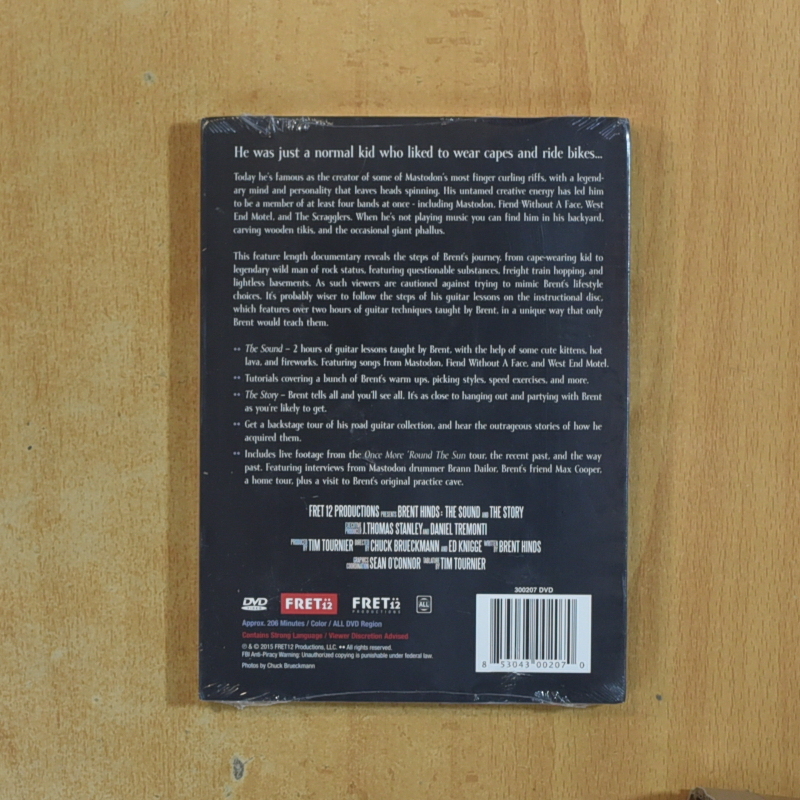 He was just a normal kid who liked to wear capes and ride bikes...
Today he's famous as the creator of some of Mastodon's most finger curling riffs, with a legend-
ary mind and personality that leaves heads spinning. His untamed creative energy has led him
to be a member of at least four bands at once - including Mastodon, Fiend Without A Face, West
End Motel, and The Scragglers. When he's not playing music you can find him in his backyard,
carving wooden tikis, and the occasional giant phallus.
This feature length documentary reveals the steps of Brent's journey, from cape-wearing kid to
legendary wild man of rock status, featuring questionable substances, freight train hopping, and
lightless basements. As such viewers are cautioned against trying to mimic Brent's lifestyle
choices. It's probably wiser to follow the steps of his guitar lessons on the instructional disc,
which features over two hours of guitar techniques taught by Brent, in a unique way that only
Brent would teach them.
•• The Sound – 2 hours of guitar lessons taught by Brent, with the help of some cute kittens, hot
lava, and fireworks. Featuring songs from Mastodon, Fiend Without A Face, and West End Motel.
•• Tutorials covering a bunch of Brent's warm ups, picking styles, speed exercises, and more.
•• The Story – Brent tells all and you'll see all. It's as close to hanging out and partying with Brent
as you're likely to get.
•• Get a backstage tour of his road guitar collection, and hear the outrageous stories of how he
acquired them.
•• Includes live footage from the Once More 'Round The Sun tour, the recent past, and the way
past. Featuring interviews from Mastodon drummer Brann Dailor, Brent's friend Max Cooper,
a home tour, plus a visit to Brent's original practice cave.
FRET 12 PRODUCTIONS PRESENTS BRENT HINDS: THE SOUND AND THE STORY
EXECUTIVE PRODUCERS J. THOMAS STANLEY AND DANIEL TREMONTI
PRODUCED BY TIM TOURNIER DIRECTED BY CHUCK BRUECKMANN AND ED KNIGGE WRITTEN BY BRENT HINDS
GRAPHICS COORDINATION SEAN O'CONNOR TABLATURE BY TIM TOURNIER
300207 DVD
DVD VIDEO FRET12 FRET12 PRODUCTIONS ALL
Approx. 206 Minutes / Color / ALL DVD Region
Contains Strong Language / Viewer Discretion Advised
℗ & © 2015 FRET12 Productions, LLC. •• All rights reserved.
FBI Anti-Piracy Warning: Unauthorized copying is punishable under federal law.
Photos by Chuck Brueckmann
8 53043 00207 0